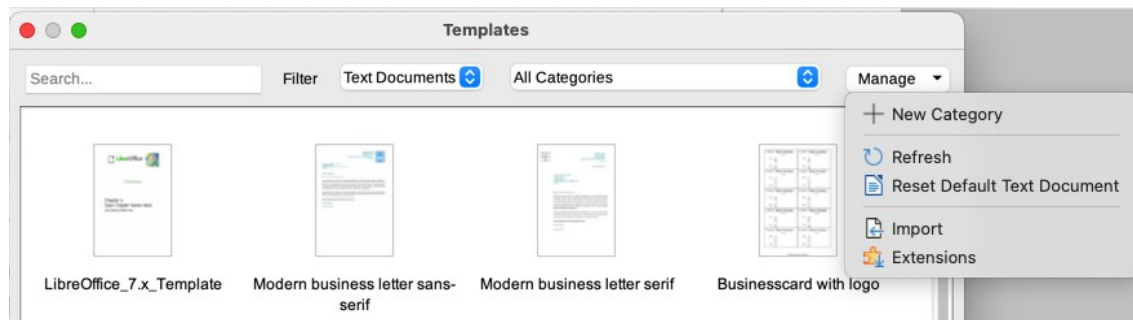 Templates
Search...
Filter
Text Documents
All Categories
Manage
New Category
Refresh
Reset Default Text Document
Import
Extensions
LibreOffice
LibreOffice_7.x_Template
Modern business letter sans-
serif
Modern business letter serif
Businesscard with logo